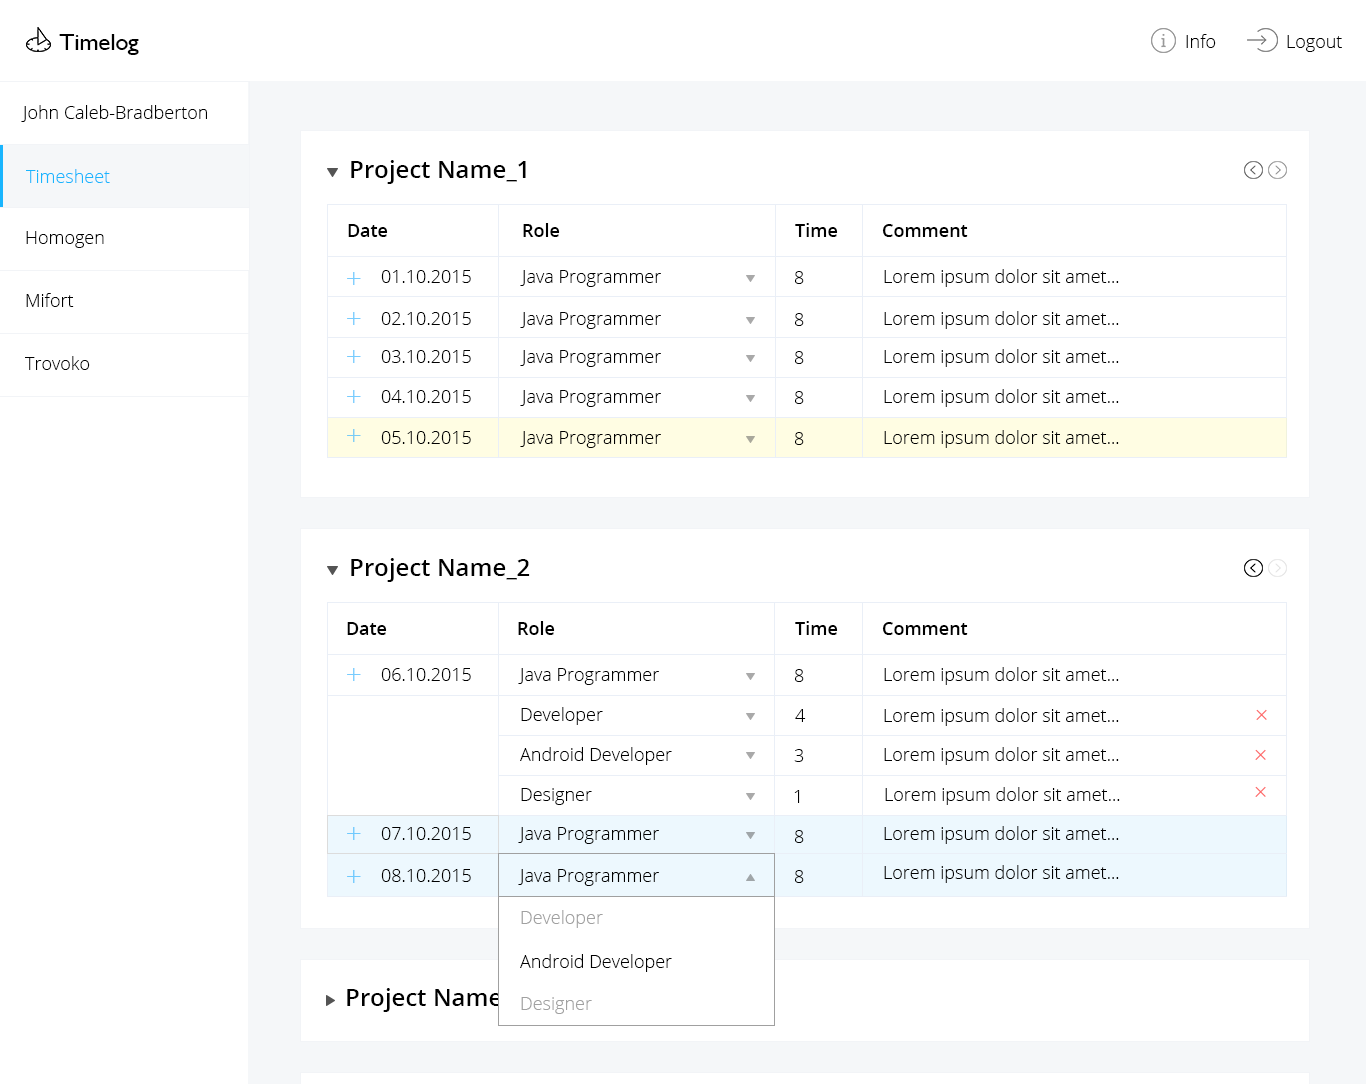 Timelog
Info
Logout
John Caleb-Bradberton
Timesheet
Homogen
Mifort
Trovoko
Project Name_1
Date Role Time Comment
01.10.2015 Java Programmer 8 Lorem ipsum dolor sit amet...
02.10.2015 Java Programmer 8 Lorem ipsum dolor sit amet...
03.10.2015 Java Programmer 8 Lorem ipsum dolor sit amet...
04.10.2015 Java Programmer 8 Lorem ipsum dolor sit amet...
05.10.2015 Java Programmer 8 Lorem ipsum dolor sit amet...
Project Name_2
Date Role Time Comment
06.10.2015 Java Programmer 8 Lorem ipsum dolor sit amet...
Developer 4 Lorem ipsum dolor sit amet...
Android Developer 3 Lorem ipsum dolor sit amet...
Designer 1 Lorem ipsum dolor sit amet...
07.10.2015 Java Programmer 8 Lorem ipsum dolor sit amet...
08.10.2015 Java Programmer 8 Lorem ipsum dolor sit amet...
Developer
Android Developer
Designer
Project Name